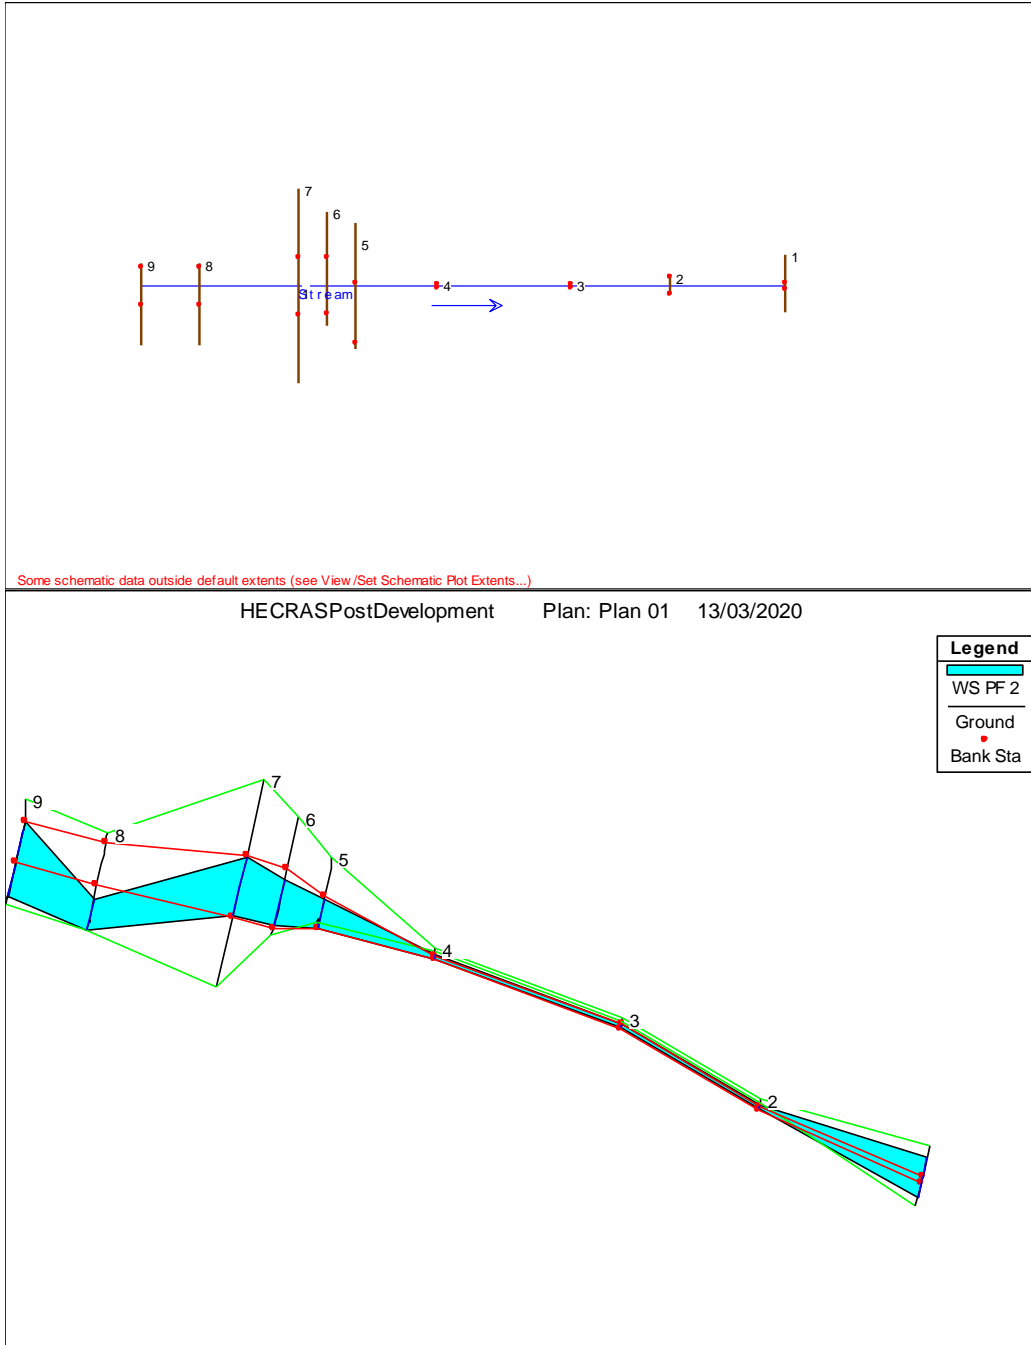 7
6
5
9
8
4
3
2
1
Stream
Some schematic data outside default extents (see View/Set Schematic Plot Extents...)
HECRASPostDevelopment Plan: Plan 01 13/03/2020
Legend
WS PF 2
Ground
Bank Sta
7
9
6
8
5
4
3
2